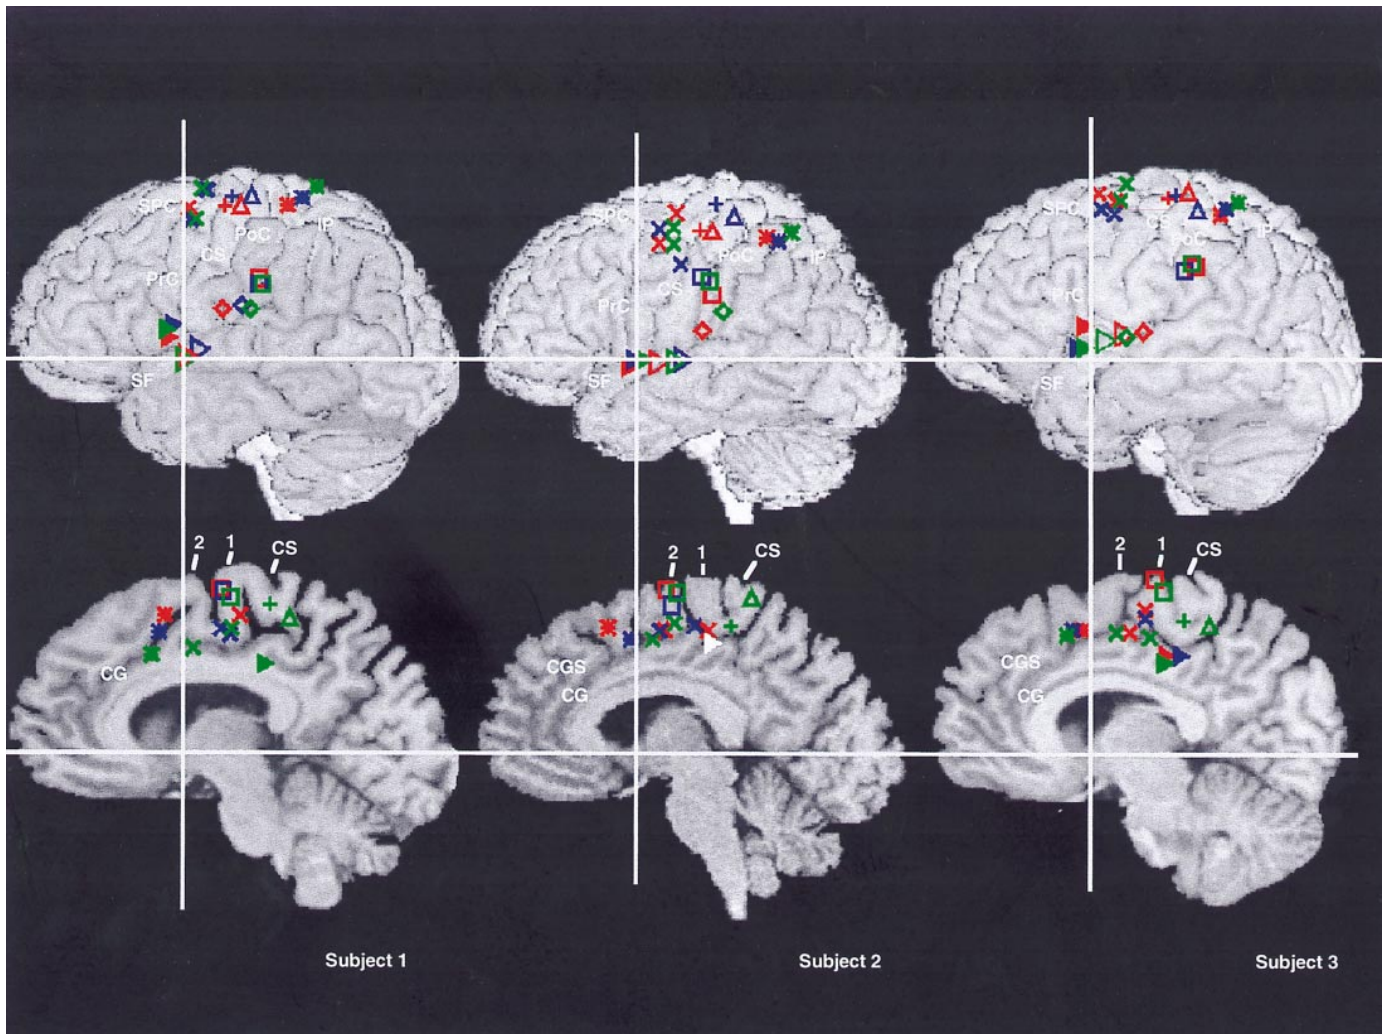 SPC
PoC
IP
CS
PrC
SF
SPC
PoC
IP
CS
PrC
SF
SPC
CS
PoC
IP
PrC
SF
2 1 CS
CG
2 1 CS
CGS
CG
2 1 CS
CGS
CG
Subject 1
Subject 2
Subject 3